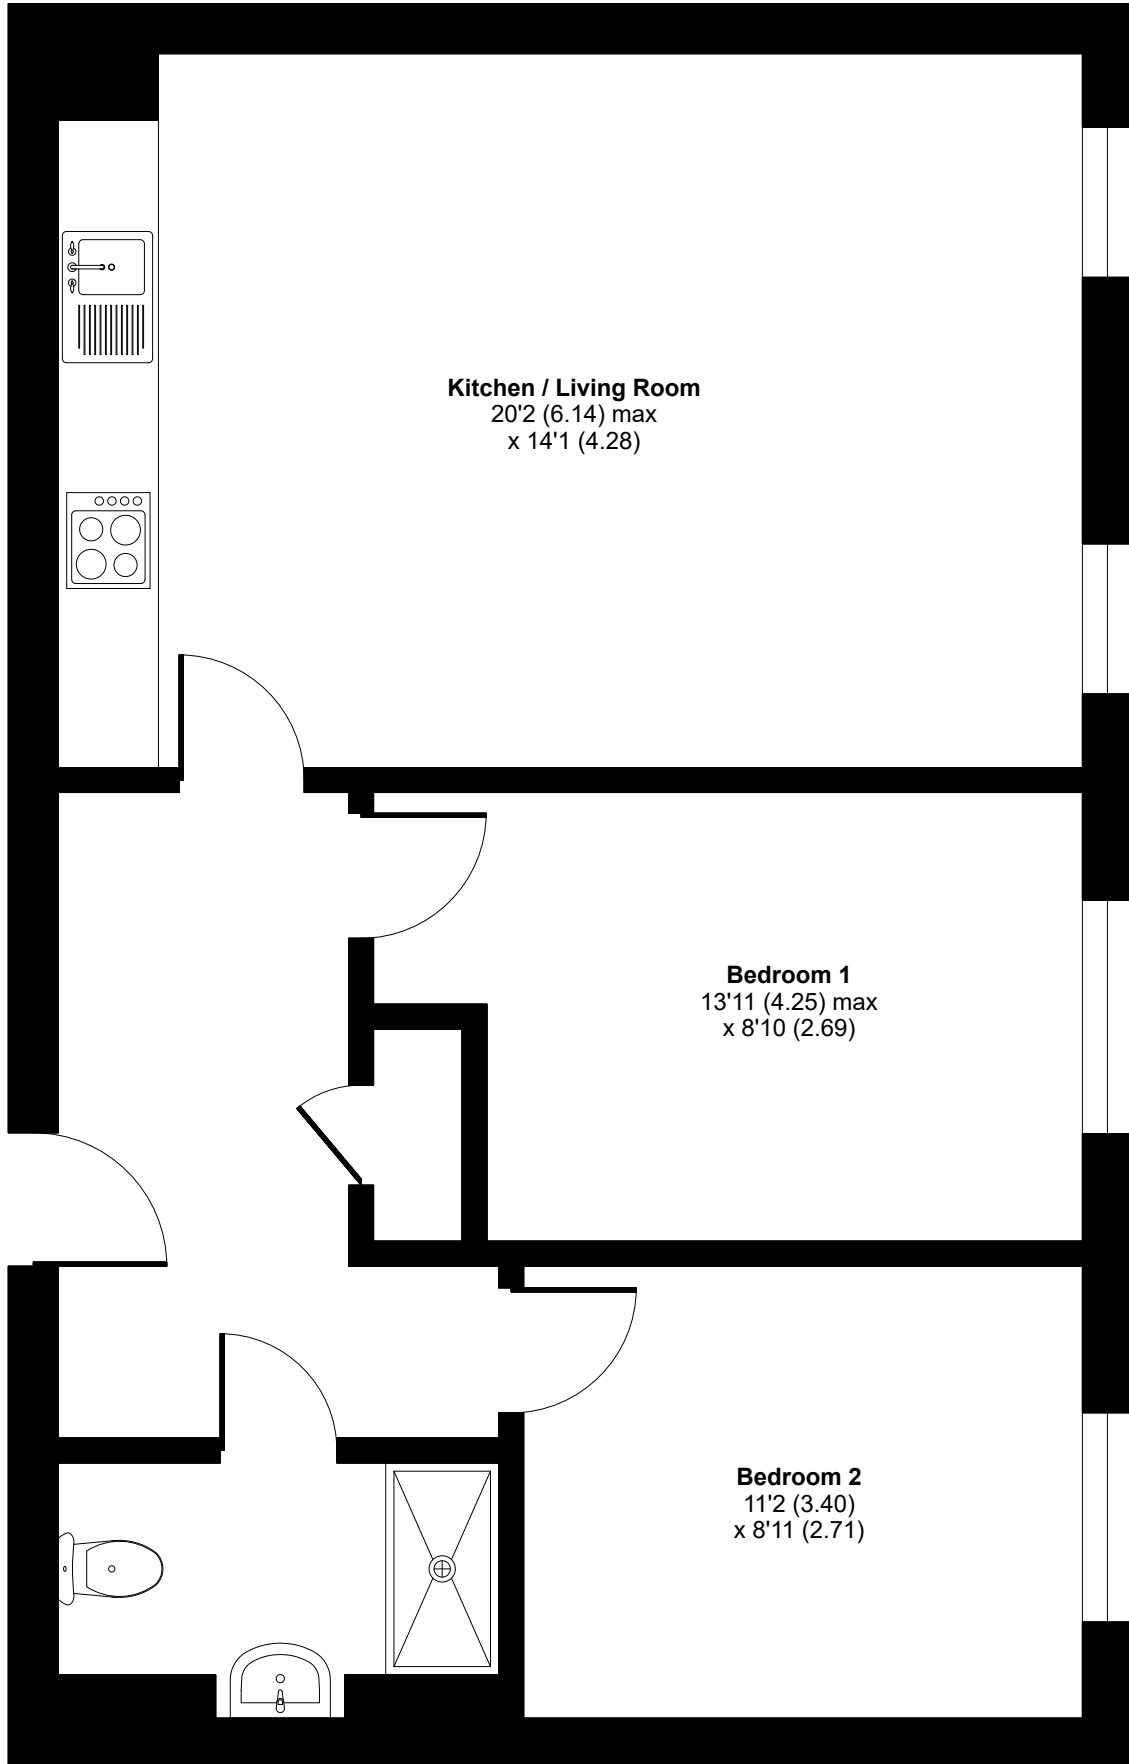 Kitchen / Living Room
20'2 (6.14) max
x 14'1 (4.28)
Bedroom 1
13'11 (4.25) max
x 8'10 (2.69)
Bedroom 2
11'2 (3.40)
x 8'11 (2.71)